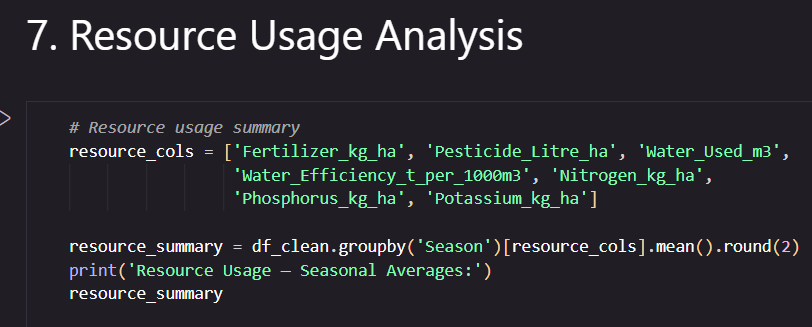 7. Resource Usage Analysis
# Resource usage summary
resource_cols = ['Fertilizer_kg_ha', 'Pesticide_Litre_ha', 'Water_Used_m3',
'Water_Efficiency_t_per_1000m3', 'Nitrogen_kg_ha',
'Phosphorus_kg_ha', 'Potassium_kg_ha']
resource_summary = df_clean.groupby('Season')[resource_cols].mean().round(2)
print('Resource Usage — Seasonal Averages:')
resource_summary